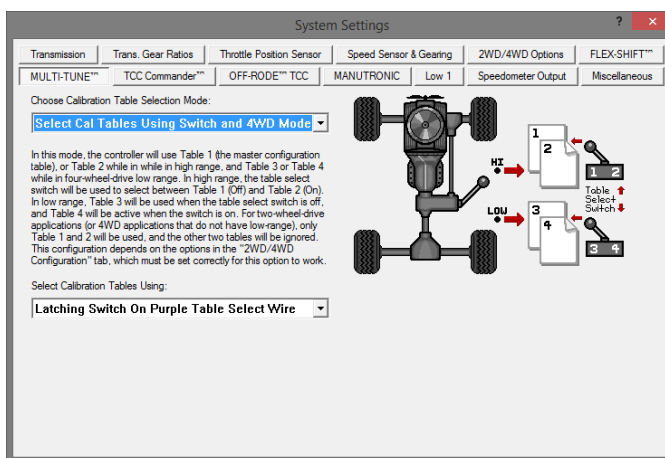 System Settings
?
×
Transmission
Trans. Gear Ratios
Throttle Position Sensor
Speed Sensor & Gearing
2WD/4WD Options
FLEX-SHIFT™
MULTI-TUNE™
TCC Commander™
OFF-RODE™ TCC
MANUTRONIC
Low 1
Speedometer Output
Miscellaneous
Choose Calibration Table Selection Mode:
Select Cal Tables Using Switch and 4WD Mode
In this mode, the controller will use Table 1
(the master configuration
table), or Table 2 while in while in high range, and Table 3 or Table 4
while in four-wheel-drive low range. In high range, the table select
switch will be used to select between Table 1 (Off) and Table 2 (On).
In low range, Table 3 will be used when the table select switch is off,
and Table 4 will be active when the switch is on. For two-wheel-drive
applications (or 4WD applications that do not have low-range), only
Table 1 and 2 will be used, and the other two tables will be ignored.
This configuration depends on the options in the "2WD/4WD
Configuration" tab, which must be set correctly for this option to work.
Select Calibration Tables Using:
Latching Switch On Purple Table Select Wire
HI
1
2
1 2
Table
Select
Switch
LOW
3
4
3 4